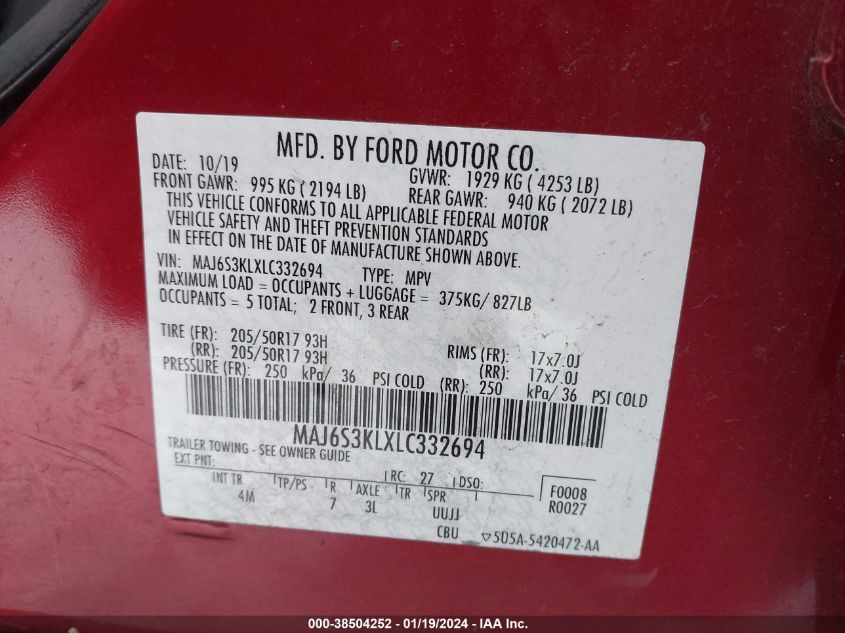 MFD. BY FORD MOTOR CO.
DATE: 10/19 GVWR: 1929 KG ( 4253 LB)
FRONT GAWR: 995 KG ( 2194 LB) REAR GAWR: 940 KG ( 2072 LB)
THIS VEHICLE CONFORMS TO ALL APPLICABLE FEDERAL MOTOR
VEHICLE SAFETY AND THEFT PREVENTION STANDARDS
IN EFFECT ON THE DATE OF MANUFACTURE SHOWN ABOVE.
VIN: MAJ6S3KLXLC332694 TYPE: MPV
MAXIMUM LOAD = OCCUPANTS + LUGGAGE = 375KG/ 827LB
OCCUPANTS = 5 TOTAL; 2 FRONT, 3 REAR
TIRE (FR): 205/50R17 93H RIMS (FR): 17x7.0J
(RR): 205/50R17 93H (RR): 17x7.0J
PRESSURE (FR): 250 kPa/ 36 PSI COLD (RR): 250 kPa/ 36 PSI COLD
MAJ6S3KLXLC332694
TRAILER TOWING - SEE OWNER GUIDE
EXT PNT: RC: 27 DSO:
INT TR TP/PS R AXLE TR SPR F0008
4M 7 3L UUJJ R0027
CBU 5U5A-5420472-AA
000-38504252 - 01/19/2024 - IAA Inc.